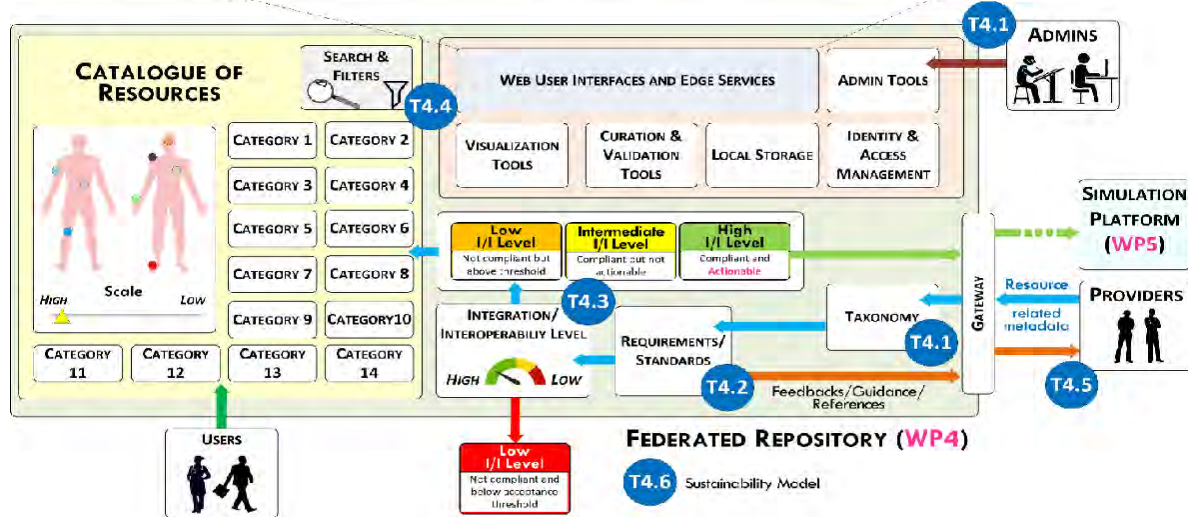 T4.1
ADMINS
CATALOGUE OF
RESOURCES
SEARCH &
FILTERS
T4.4
WEB USER INTERFACES AND EDGE SERVICES
ADMIN TOOLS
VISUALIZATION
TOOLS
CURATION &
VALIDATION
TOOLS
LOCAL STORAGE
IDENTITY &
ACCESS
MANAGEMENT
CATEGORY 1
CATEGORY 2
CATEGORY 3
CATEGORY 4
CATEGORY 5
CATEGORY 6
CATEGORY 7
CATEGORY 8
CATEGORY 9
CATEGORY10
CATEGORY
11
CATEGORY
12
CATEGORY
13
CATEGORY
14
Scale
HIGH
LOW
Low
I/I Level
Not compliant but
above threshold
Intermediate
I/I Level
Compliant but not
actionable
High
I/I Level
Compliant and
Actionable
T4.3
INTEGRATION/
INTEROPERABILIY LEVEL
HIGH
LOW
REQUIREMENTS/
STANDARDS
T4.2
TAXONOMY
T4.1
GATEWAY
SIMULATION
PLATFORM
(WP5)
Resource
related
metadata
PROVIDERS
T4.5
Feedbacks/Guidance/
References
USERS
Low
I/I Level
Not compliant and
below acceptance
threshold
FEDERATED REPOSITORY (WP4)
T4.6
Sustainability Model